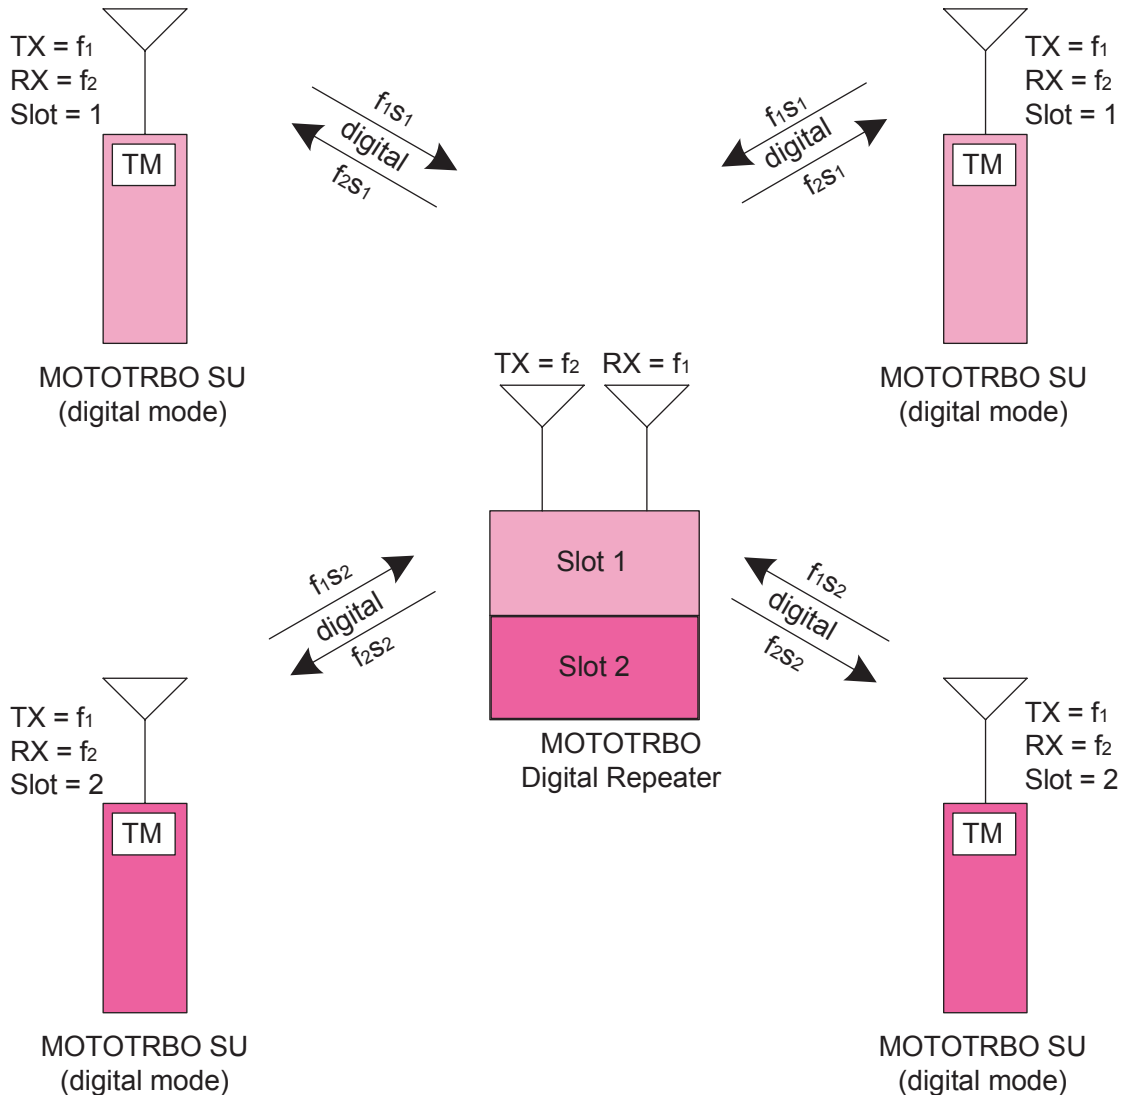 TX = f₁
RX = f₂
Slot = 1
TM
MOTOTRBO SU
(digital mode)
f₁s₁
digital
f₂s₁
f₁s₁
digital
f₂s₁
TX = f₁
RX = f₂
Slot = 1
TM
MOTOTRBO SU
(digital mode)
TX = f₂
RX = f₁
Slot 1
Slot 2
MOTOTRBO
Digital Repeater
f₁s₂
digital
f₂s₂
f₁s₂
digital
f₂s₂
TX = f₁
RX = f₂
Slot = 2
TM
MOTOTRBO SU
(digital mode)
TX = f₁
RX = f₂
Slot = 2
TM
MOTOTRBO SU
(digital mode)